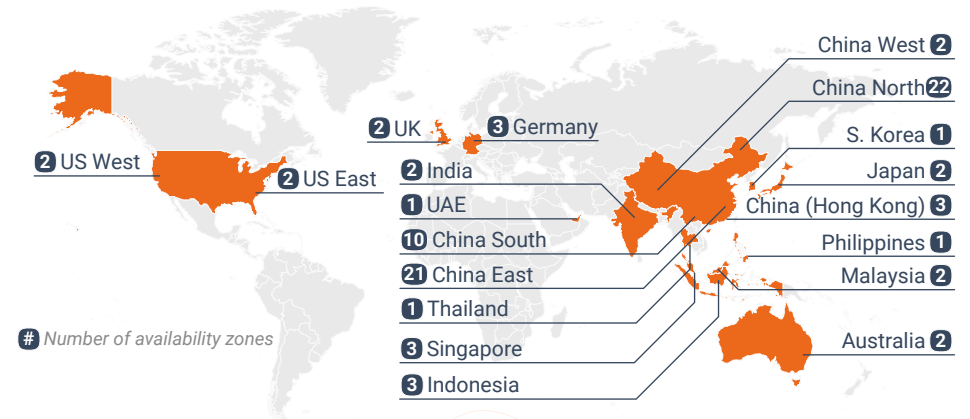 China West 2
China North 22
2 UK
3 Germany
S. Korea 1
2 US West
2 US East
2 India
Japan 2
1 UAE
China (Hong Kong) 3
10 China South
Philippines 1
21 China East
Malaysia 2
1 Thailand
# Number of availability zones
3 Singapore
Australia 2
3 Indonesia